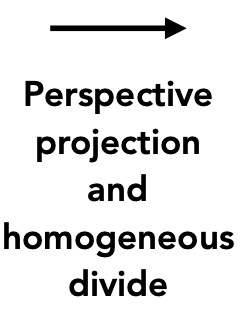 Perspective
projection
and
homogeneous
divide